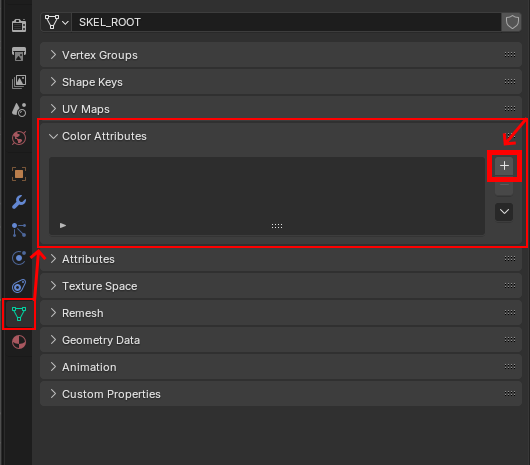 SKEL_ROOT
Vertex Groups
Shape Keys
UV Maps
Color Attributes
Attributes
Texture Space
Remesh
Geometry Data
Animation
Custom Properties